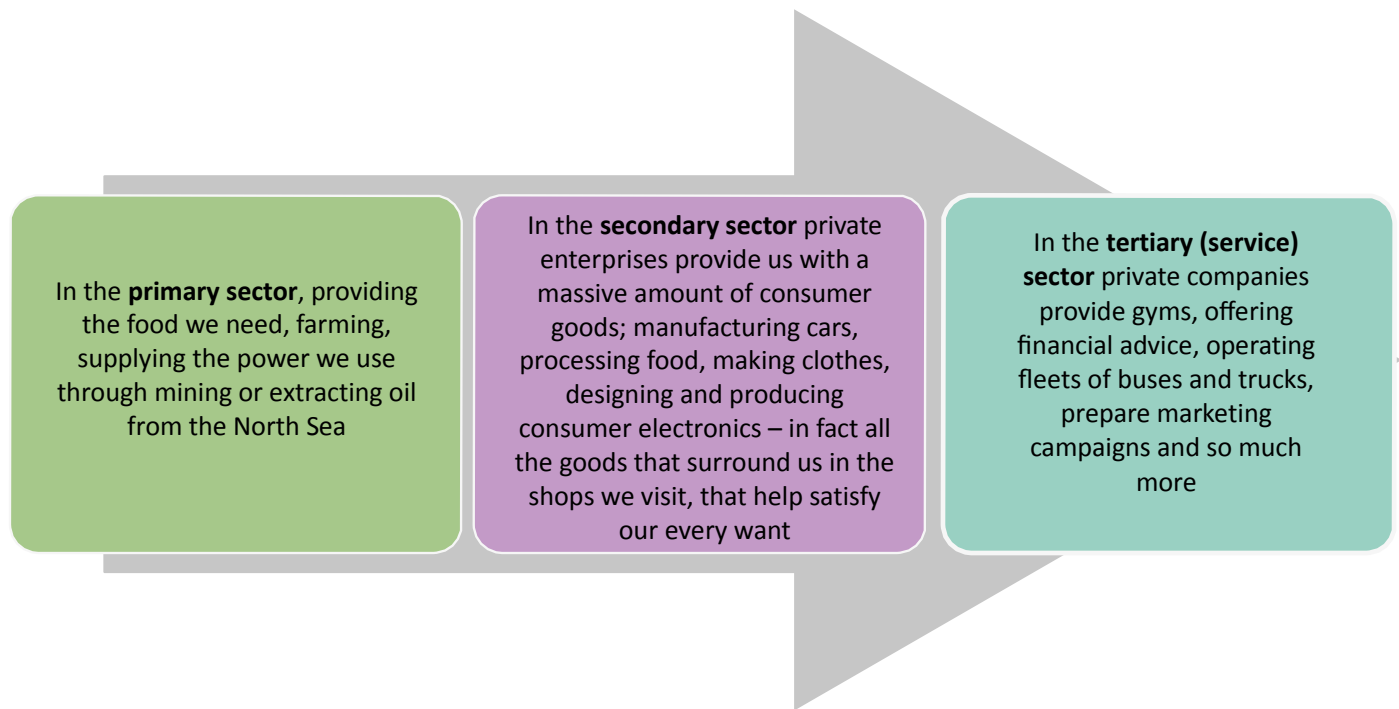 In the primary sector, providing
the food we need, farming,
supplying the power we use
through mining or extracting oil
from the North Sea
In the secondary sector private
enterprises provide us with a
massive amount of consumer
goods; manufacturing cars,
processing food, making clothes,
designing and producing
consumer electronics – in fact all
the goods that surround us in the
shops we visit, that help satisfy
our every want
In the tertiary (service)
sector private companies
provide gyms, offering
financial advice, operating
fleets of buses and trucks,
prepare marketing
campaigns and so much
more